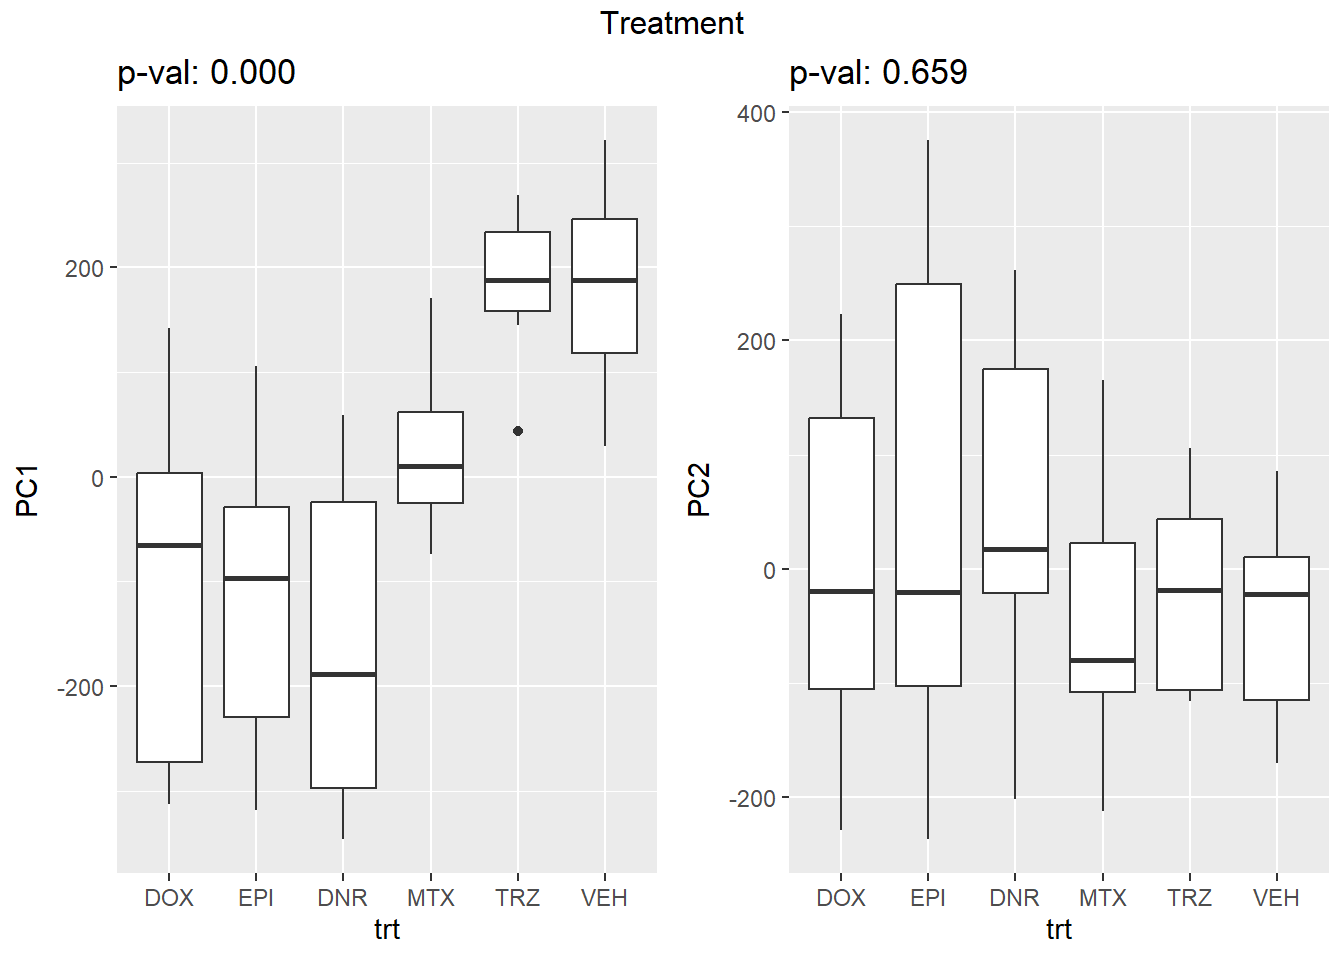 Treatment
p-val: 0.000
PC1
200
0
-200
DOX EPI DNR MTX TRZ VEH
trt
p-val: 0.659
PC2
400
200
0
-200
DOX EPI DNR MTX TRZ VEH
trt